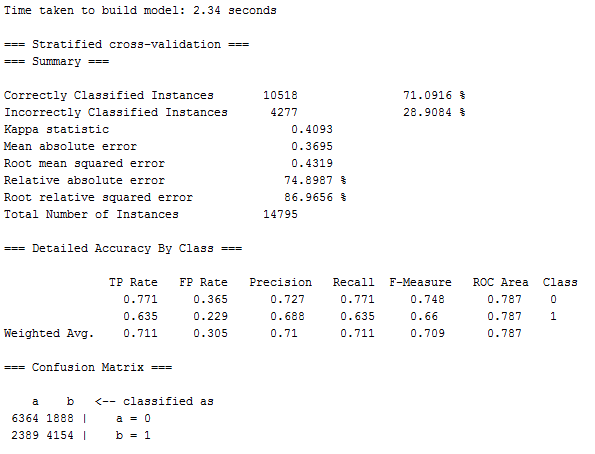 Time taken to build model: 2.34 seconds
=== Stratified cross-validation ===
=== Summary ===
Correctly Classified Instances 10518 71.0916 %
Incorrectly Classified Instances 4277 28.9084 %
Kappa statistic 0.4093
Mean absolute error 0.3695
Root mean squared error 0.4319
Relative absolute error 74.8987 %
Root relative squared error 86.9656 %
Total Number of Instances 14795
=== Detailed Accuracy By Class ===
TP Rate FP Rate Precision Recall F-Measure ROC Area Class
0.771 0.365 0.727 0.771 0.748 0.787 0
0.635 0.229 0.688 0.635 0.66 0.787 1
Weighted Avg. 0.711 0.305 0.71 0.711 0.709 0.787
=== Confusion Matrix ===
a b <-- classified as
6364 1888 | a = 0
2389 4154 | b = 1